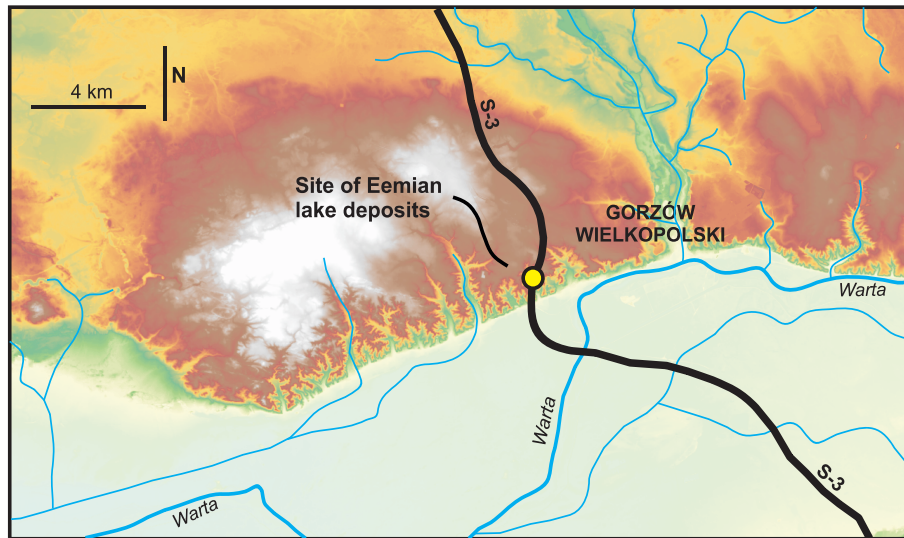 N
4 km
S-3
Site of Eemian
lake deposits
GORZÓW
WIELKOPOLSKI
Warta
Warta
S-3
Warta